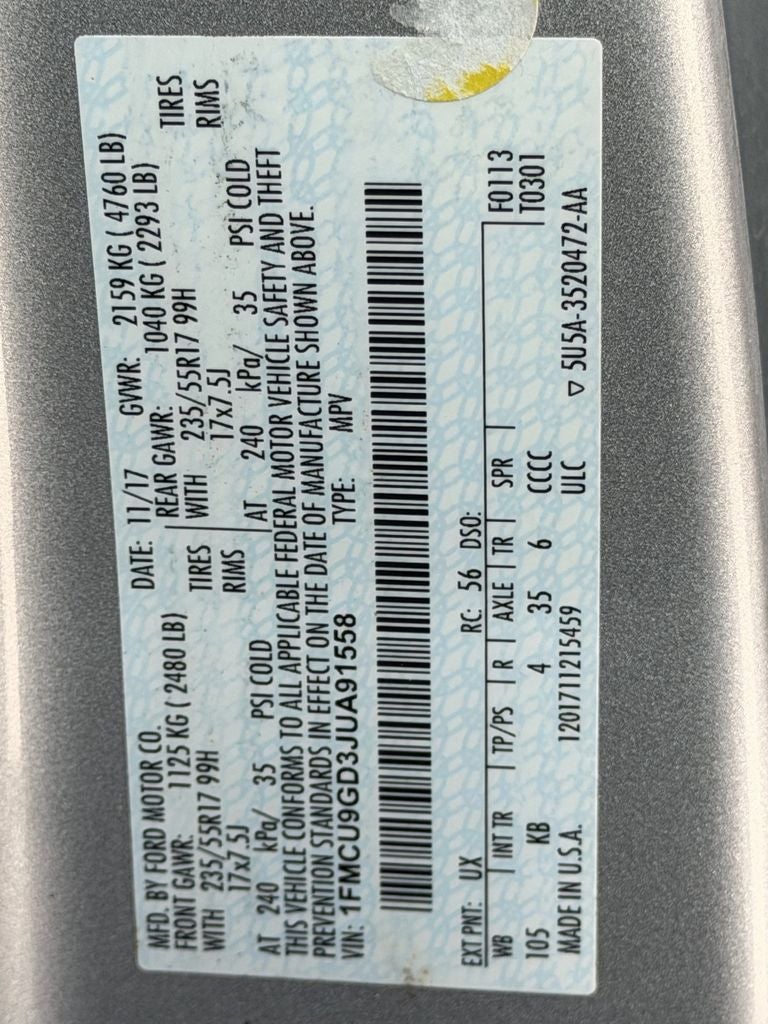 MFD. BY FORD MOTOR CO. DATE: 11/17 GVWR: 2159 KG ( 4760 LB)
FRONT GAWR: 1125 KG ( 2480 LB) REAR GAWR: 1040 KG ( 2293 LB)
WITH 235/55R17 99H TIRES WITH 235/55R17 99H TIRES
17x7.5J RIMS 17x7.5J RIMS
AT 240 kPa/ 35 PSI COLD AT 240 kPa/ 35 PSI COLD
THIS VEHICLE CONFORMS TO ALL APPLICABLE FEDERAL MOTOR VEHICLE SAFETY AND THEFT
PREVENTION STANDARDS IN EFFECT ON THE DATE OF MANUFACTURE SHOWN ABOVE.
VIN: 1FMCU9GD3JUA91558 TYPE: MPV
EXT PNT: UX RC: 56 DSO: F0113
WB INT TR TP/PS R AXLE TR SPR T0301
105 KB 4 35 6 CCCC
MADE IN U.S.A. 1201711215459 ULC ▽ 5U5A-3520472-AA